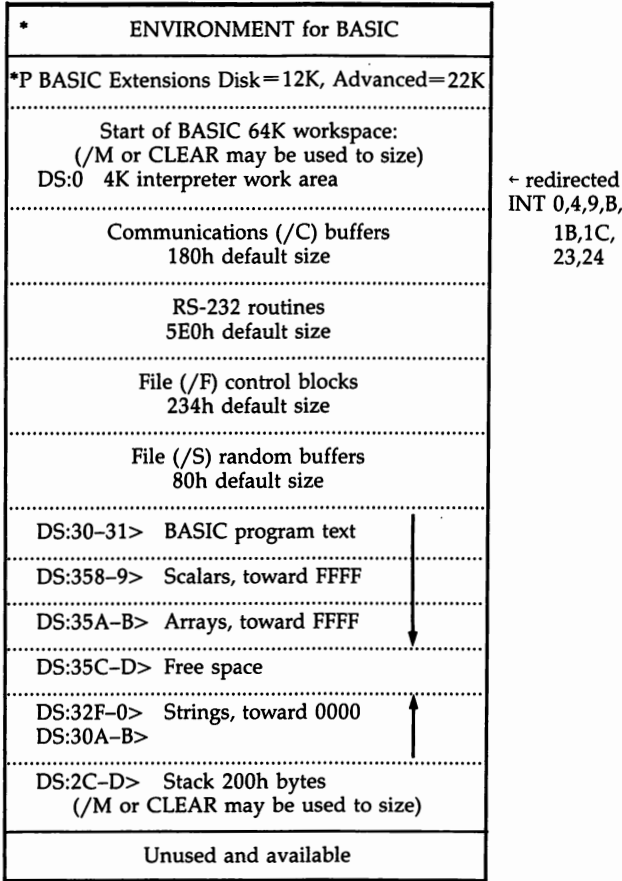 * ENVIRONMENT for BASIC
*P BASIC Extensions Disk=12K, Advanced=22K
Start of BASIC 64K workspace:
(/M or CLEAR may be used to size)
DS:0 4K interpreter work area
← redirected
INT 0,4,9,B,
1B,1C,
23,24
Communications (/C) buffers
180h default size
RS-232 routines
5E0h default size
File (/F) control blocks
234h default size
File (/S) random buffers
80h default size
DS:30–31> BASIC program text
DS:358–9> Scalars, toward FFFF
DS:35A–B> Arrays, toward FFFF
DS:35C–D> Free space
DS:32F–0> Strings, toward 0000
DS:30A–B>
DS:2C–D> Stack 200h bytes
(/M or CLEAR may be used to size)
Unused and available